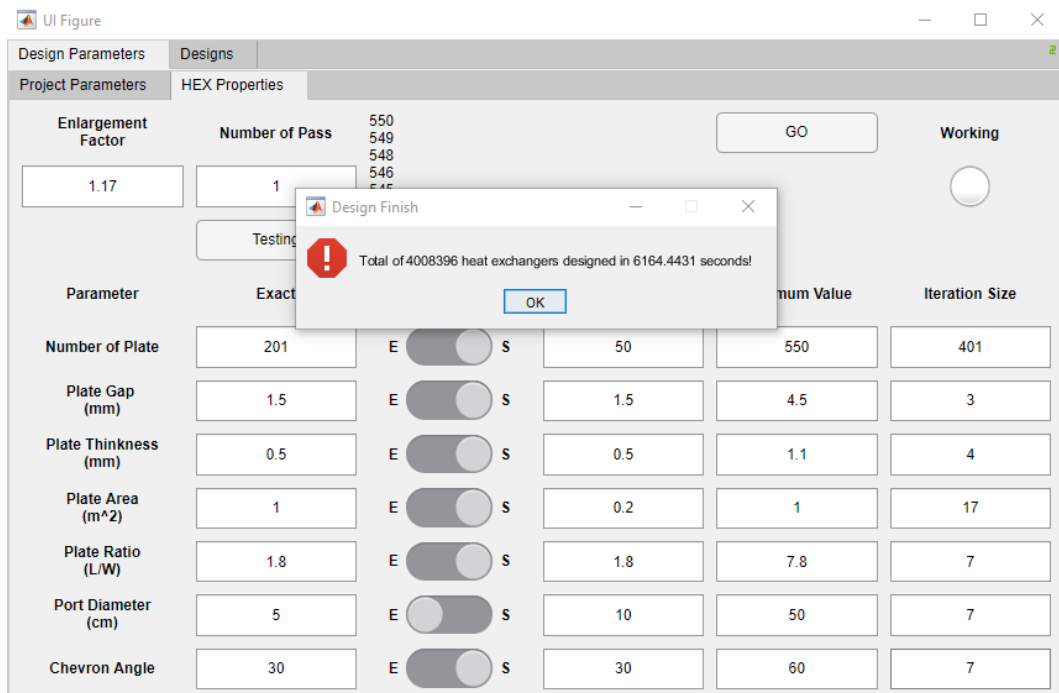 UI Figure
Design Parameters Designs
Project Parameters HEX Properties
Enlargement
Factor
Number of Pass
550
549
548
546
GO
Working
1.17
1
Design Finish
Testing
Total of 4008396 heat exchangers designed in 6164.4431 seconds!
OK
Parameter Exact mum Value Iteration Size
Number of Plate 201 E S 50 550 401
Plate Gap
(mm)
1.5 E S 1.5 4.5 3
Plate Thinkness
(mm)
0.5 E S 0.5 1.1 4
Plate Area
(m^2)
1 E S 0.2 1 17
Plate Ratio
(L/W)
1.8 E S 1.8 7.8 7
Port Diameter
(cm)
5 E S 10 50 7
Chevron Angle 30 E S 30 60 7